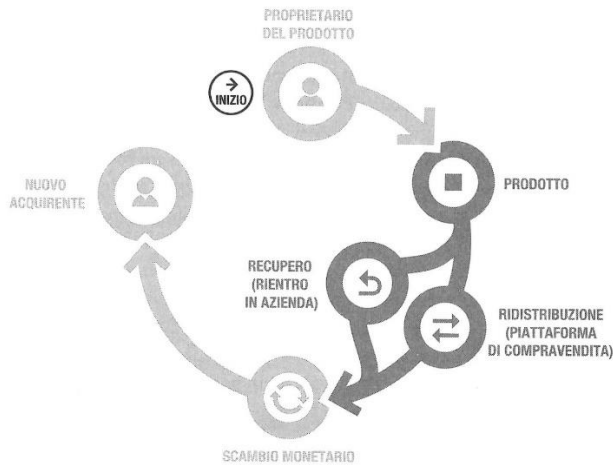 PROPRIETARIO
DEL PRODOTTO
→
INIZIO
PRODOTTO
NUOVO
ACQUIRENTE
RECUPERO
(RIENTRO
IN AZIENDA)
RIDISTRIBUZIONE
(PIATTAFORMA
DI COMPRAVENDITA)
SCAMBIO MONETARIO